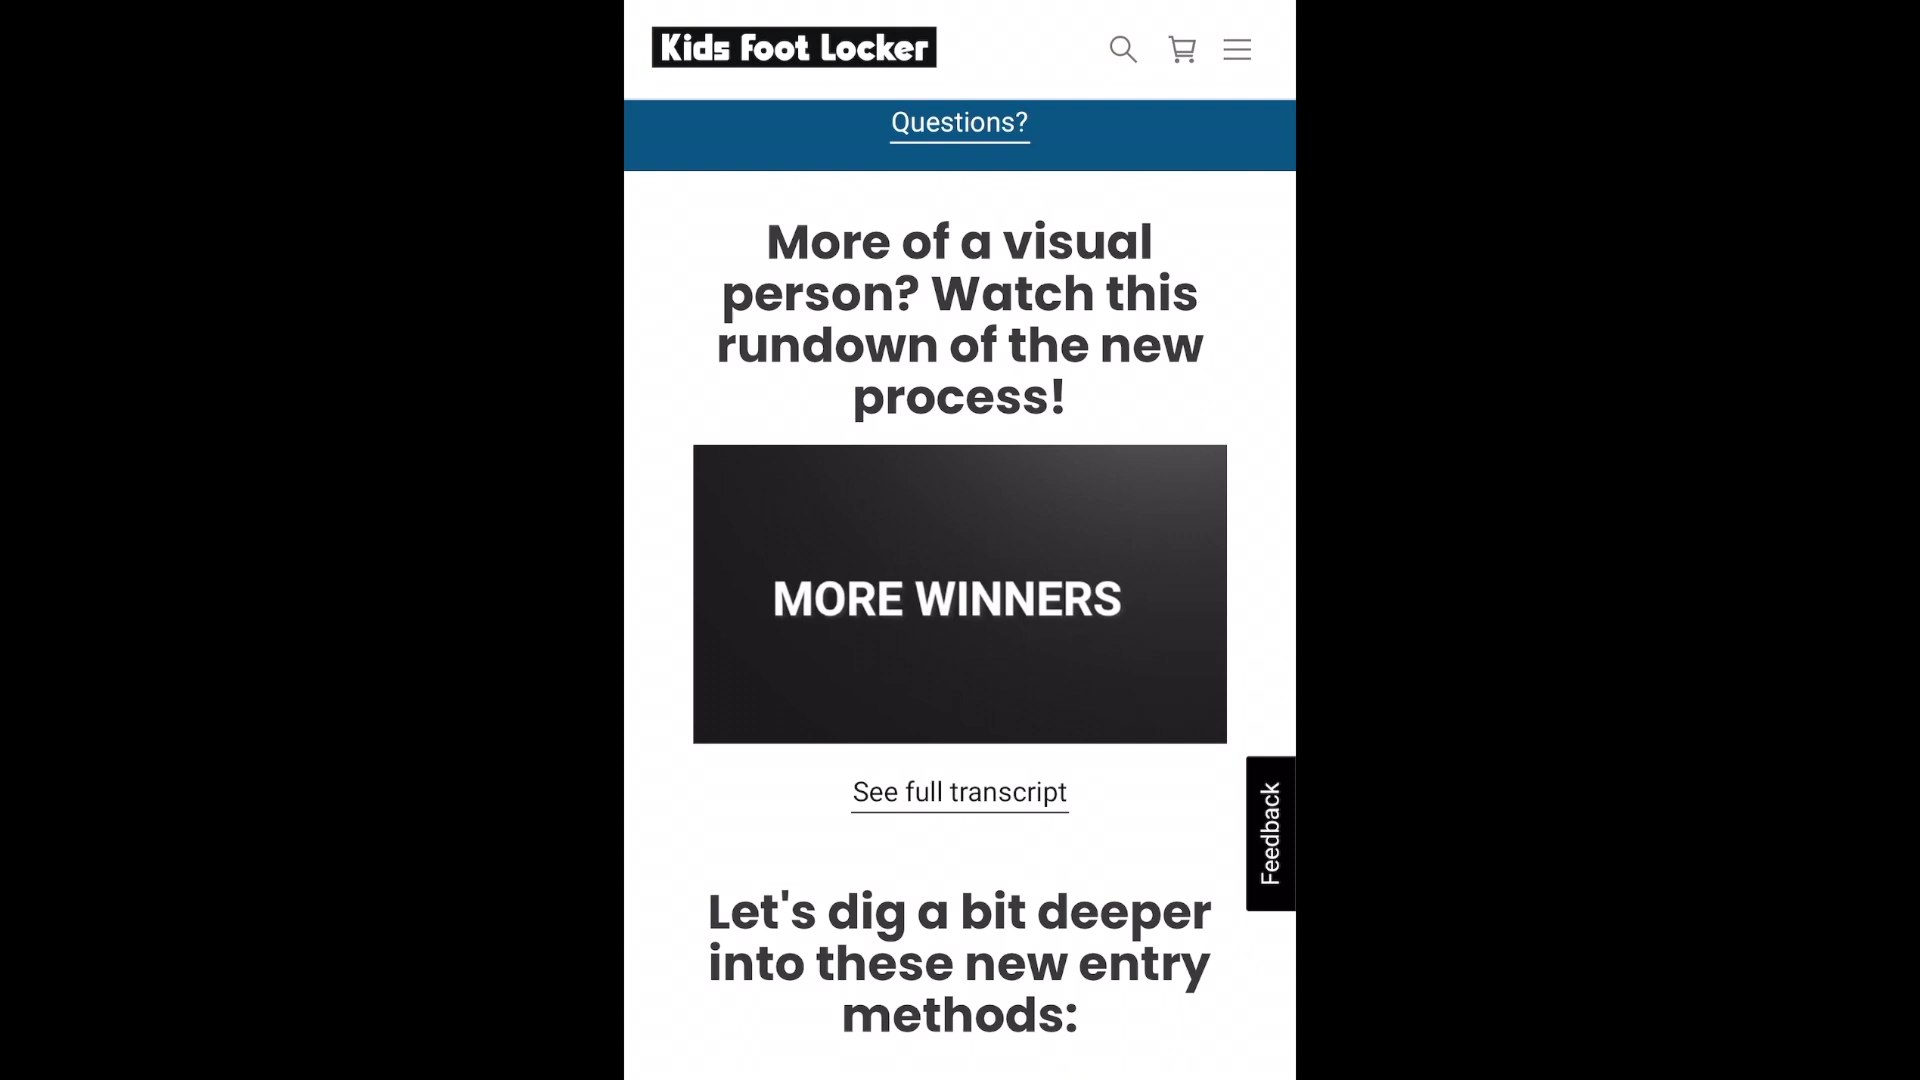 Kids Foot Locker
Questions?
More of a visual
person? Watch this
rundown of the new
process!
MORE WINNERS
See full transcript
Feedback
Let's dig a bit deeper
into these new entry
methods: